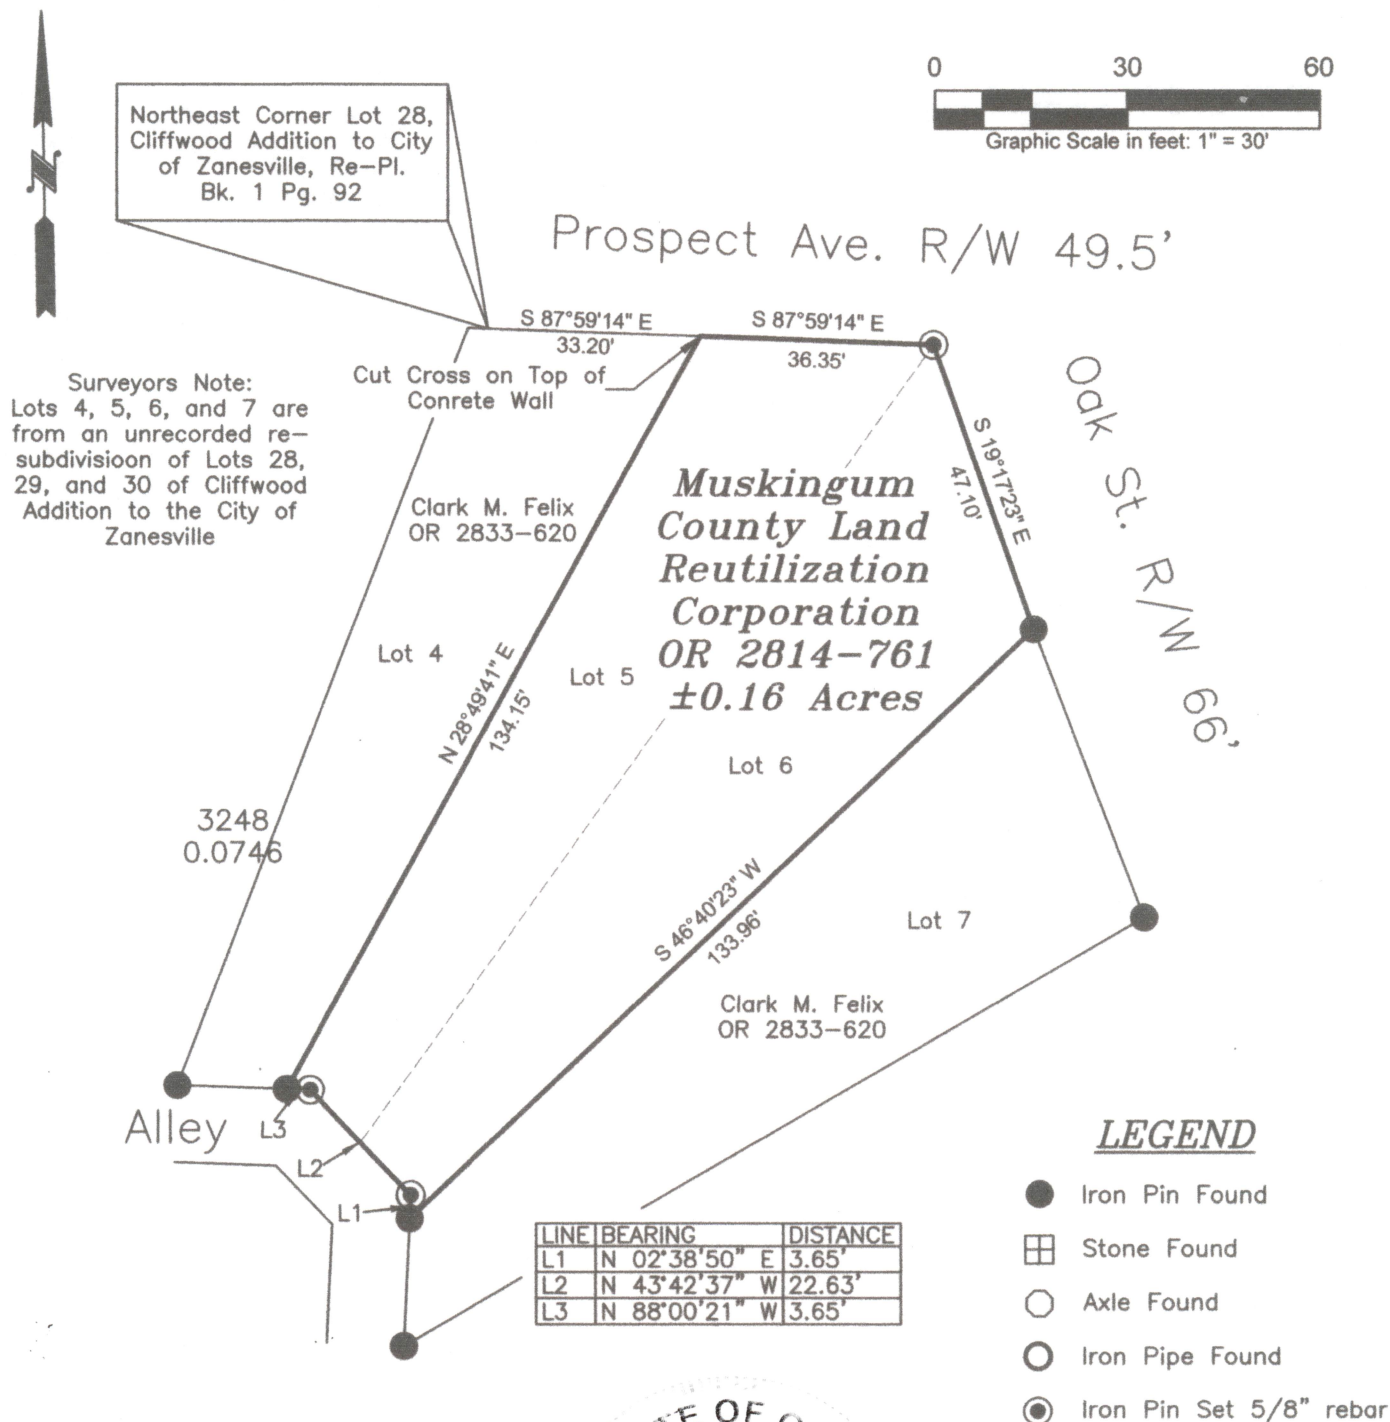 0 30 60
Graphic Scale in feet: 1" = 30'
Northeast Corner Lot 28,
Cliffwood Addition to City
of Zanesville, Re-Pl.
Bk. 1 Pg. 92
Prospect Ave. R/W 49.5'
S 87°59'14" E
33.20'
S 87°59'14" E
36.35'
Cut Cross on Top of
Conrete Wall
Surveyors Note:
Lots 4, 5, 6, and 7 are
from an unrecorded re-
subdivisioon of Lots 28,
29, and 30 of Cliffwood
Addition to the City of
Zanesville
Oak St. R/W 66'
S 19°17'23" E
47.10'
Clark M. Felix
OR 2833-620
Muskingum
County Land
Reutilization
Corporation
OR 2814-761
±0.16 Acres
Lot 4
Lot 5
N 28°49'41" E
134.15'
Lot 6
3248
0.0746
S 46°40'23" W
133.96'
Lot 7
Clark M. Felix
OR 2833-620
Alley
L3
L2
L1
LINE BEARING DISTANCE
L1 N 02°38'50" E 3.65'
L2 N 43°42'37" W 22.63'
L3 N 88°00'21" W 3.65'
LEGEND
Iron Pin Found
Stone Found
Axle Found
Iron Pipe Found
Iron Pin Set 5/8" rebar
TE OF O